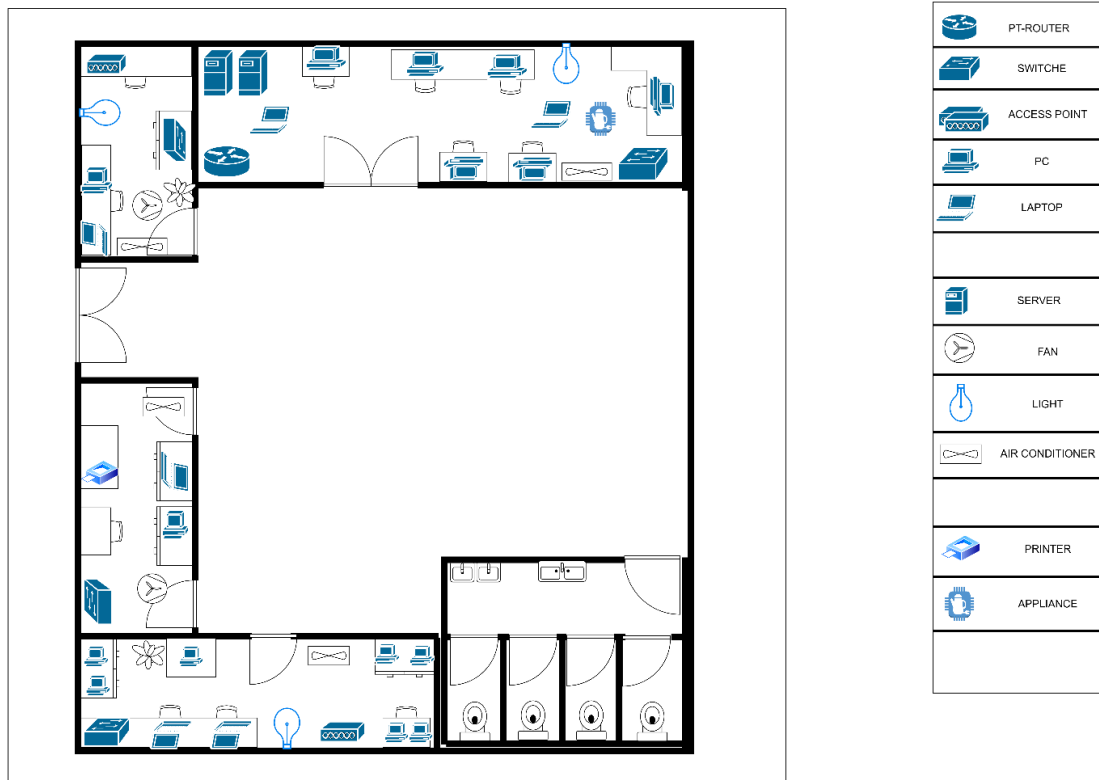 PT-ROUTER
SWITCHE
ACCESS POINT
PC
LAPTOP
SERVER
FAN
LIGHT
AIR CONDITIONER
PRINTER
APPLIANCE